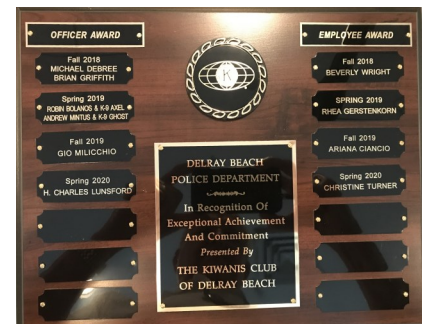 OFFICER AWARD
Fall 2018
MICHAEL DEBREE
BRIAN GRIFFITH
Spring 2019
ROBIN BOLANOS & K-9 AXEL
ANDREW MINTUS & K-9 GHOST
Fall 2019
GIO MILICCHIO
Spring 2020
H. CHARLES LUNSFORD
K
DELRAY BEACH
POLICE DEPARTMENT
In Recognition Of
Exceptional Achievement
And Commitment
Presented By
THE KIWANIS CLUB
OF DELRAY BEACH
EMPLOYEE AWARD
Fall 2018
BEVERLY WRIGHT
SPRING 2019
RHEA GERSTENKORN
Fall 2019
ARIANA CIANCIO
Spring 2020
CHRISTINE TURNER